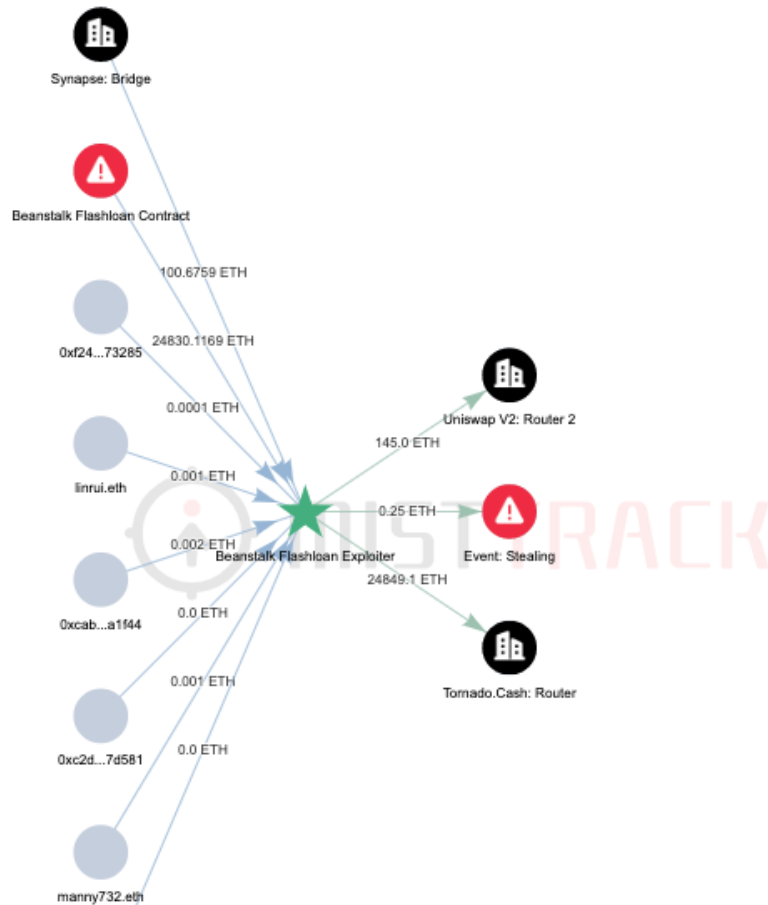 Synapse: Bridge
Beanstalk Flashloan Contract
100.6759 ETH
24830.1169 ETH
0xf24...73285
0.0001 ETH
Uniswap V2: Router 2
145.0 ETH
0.001 ETH
linrui.eth
0.25 ETH
MISTTRACK
0.002 ETH
Beanstalk Flashloan Exploiter
Event: Stealing
24849.1 ETH
0xcab...a1f44
0.0 ETH
0.001 ETH
Tornado.Cash: Router
0.0 ETH
0xc2d...7d581
manny732.eth